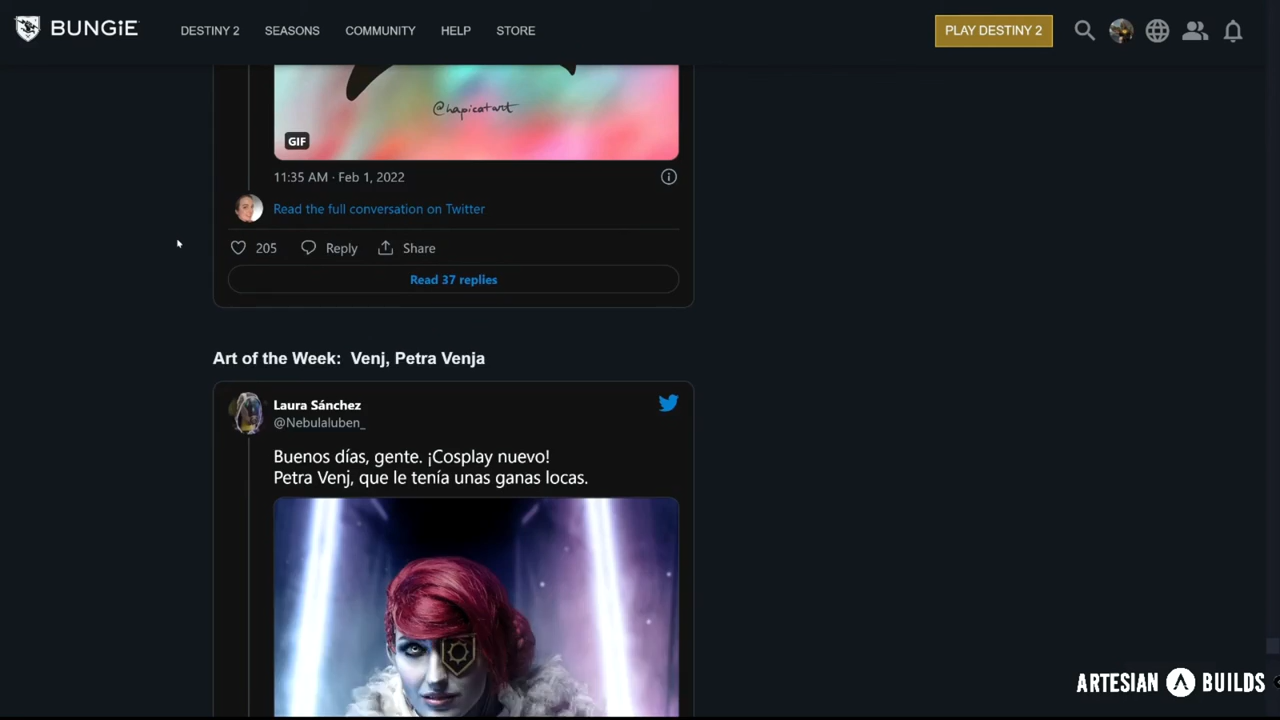 BUNGiE
DESTINY 2 SEASONS COMMUNITY HELP STORE
PLAY DESTINY 2
@hapicatart
GIF
11:35 AM · Feb 1, 2022
Read the full conversation on Twitter
205 Reply Share
Read 37 replies
Art of the Week: Venj, Petra Venja
Laura Sánchez
@Nebulaluben_
Buenos días, gente. ¡Cosplay nuevo!
Petra Venj, que le tenía unas ganas locas.
ARTESIAN BUILDS